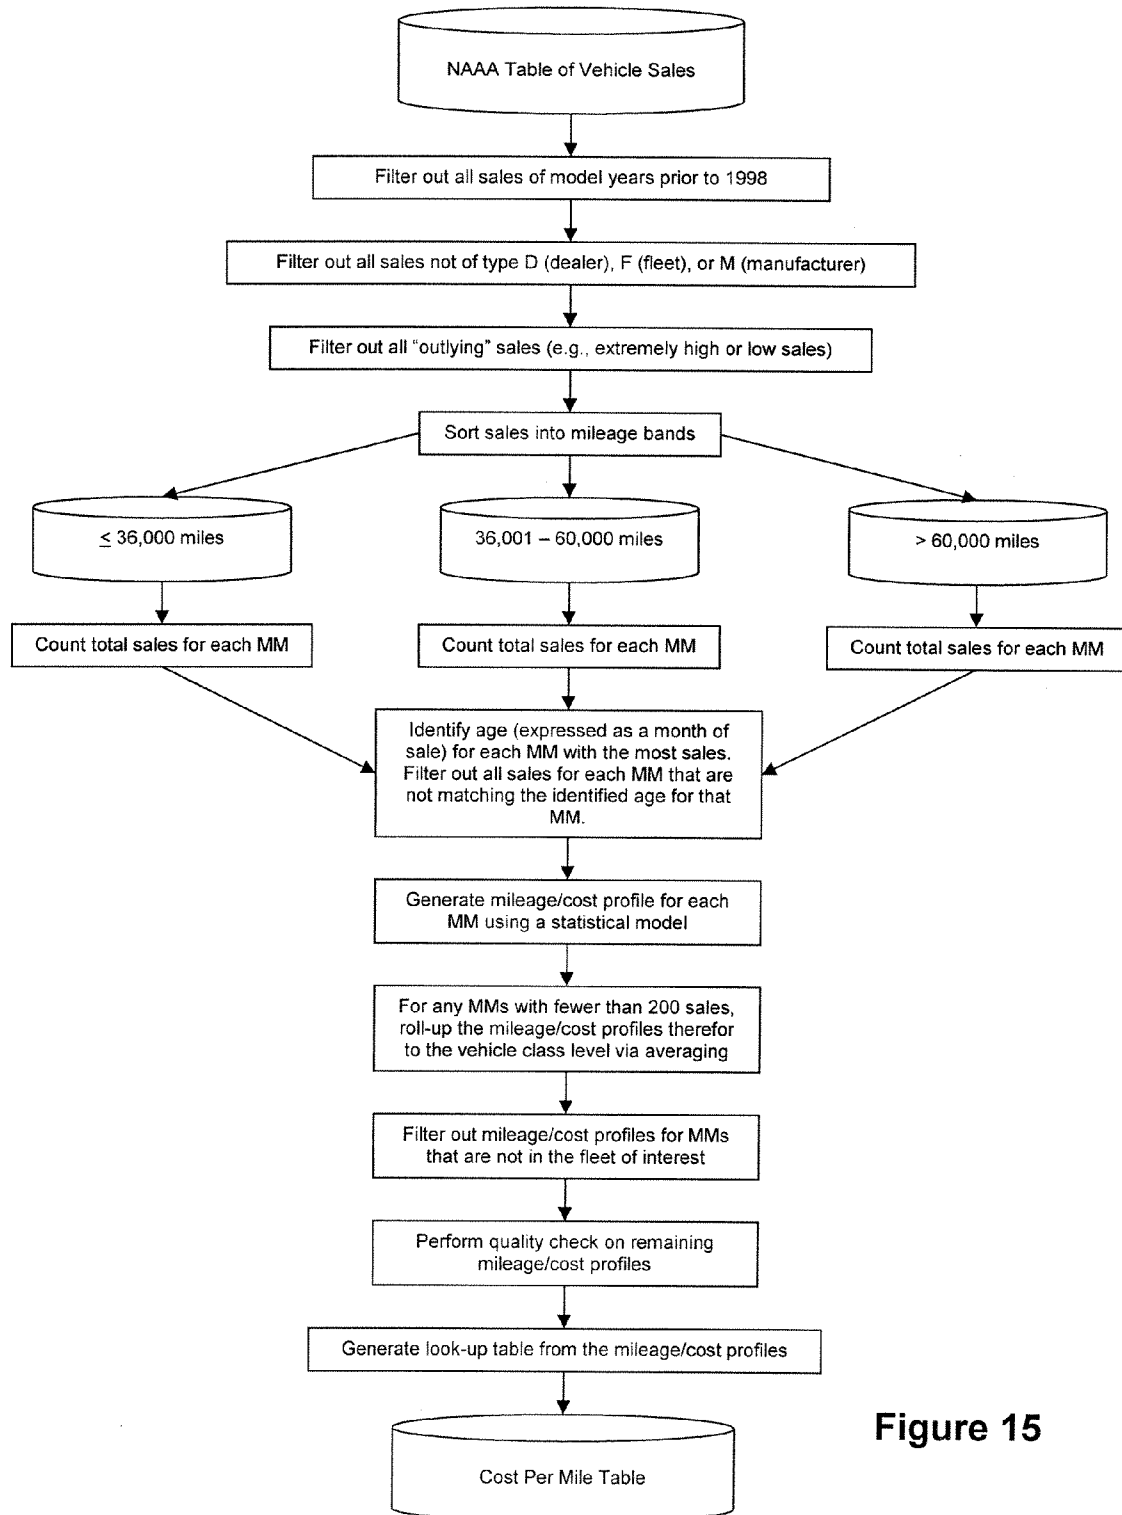 NAAA Table of Vehicle Sales
Filter out all sales of model years prior to 1998
Filter out all sales not of type D (dealer), F (fleet), or M (manufacturer)
Filter out all "outlying" sales (e.g., extremely high or low sales)
Sort sales into mileage bands
≤ 36,000 miles
36,001 – 60,000 miles
> 60,000 miles
Count total sales for each MM
Count total sales for each MM
Count total sales for each MM
Identify age (expressed as a month of
sale) for each MM with the most sales.
Filter out all sales for each MM that are
not matching the identified age for that
MM.
Generate mileage/cost profile for each
MM using a statistical model
For any MMs with fewer than 200 sales,
roll-up the mileage/cost profiles therefor
to the vehicle class level via averaging
Filter out mileage/cost profiles for MMs
that are not in the fleet of interest
Perform quality check on remaining
mileage/cost profiles
Generate look-up table from the mileage/cost profiles
Cost Per Mile Table
Figure 15